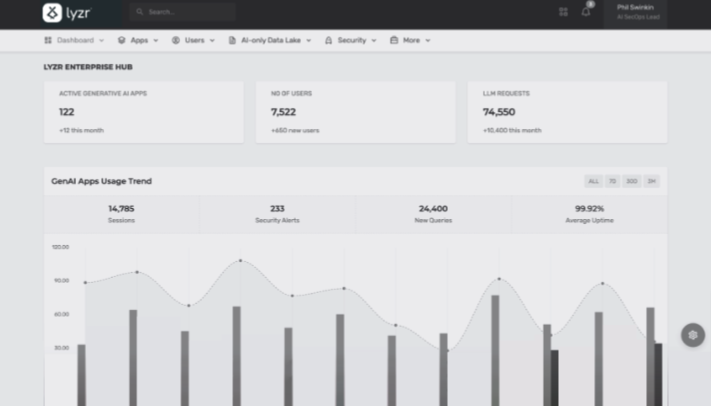 lyzr
Search...
3
Phil Swinkin
AI SecOps Lead
Dashboard
Apps
Users
AI-only Data Lake
Security
More
LYZR ENTERPRISE HUB
ACTIVE GENERATIVE AI APPS
122
+12 this month
NO OF USERS
7,522
+650 new users
LLM REQUESTS
74,550
+10,400 this month
GenAI Apps Usage Trend
ALL
7D
30D
14,785
Sessions
233
Security Alerts
24,400
New Queries
99.92%
Average Uptime
120.00
90.00
60.00
30.00